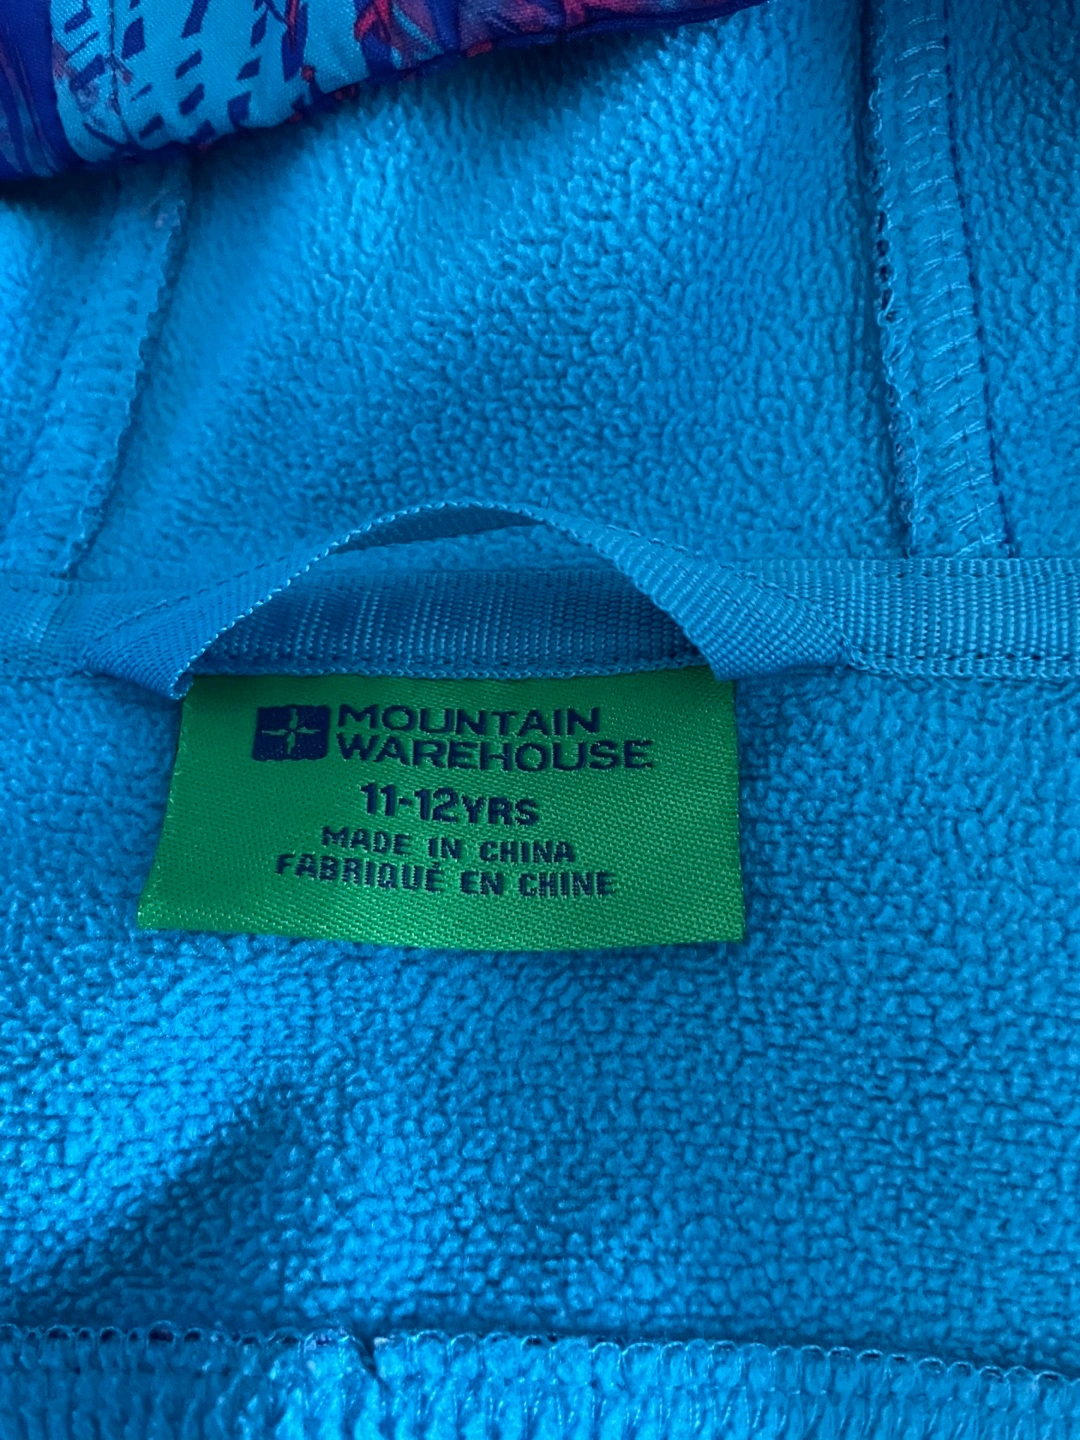 MOUNTAIN
WAREHOUSE
11-12YRS
MADE IN CHINA
FABRIQUÉ EN CHINE